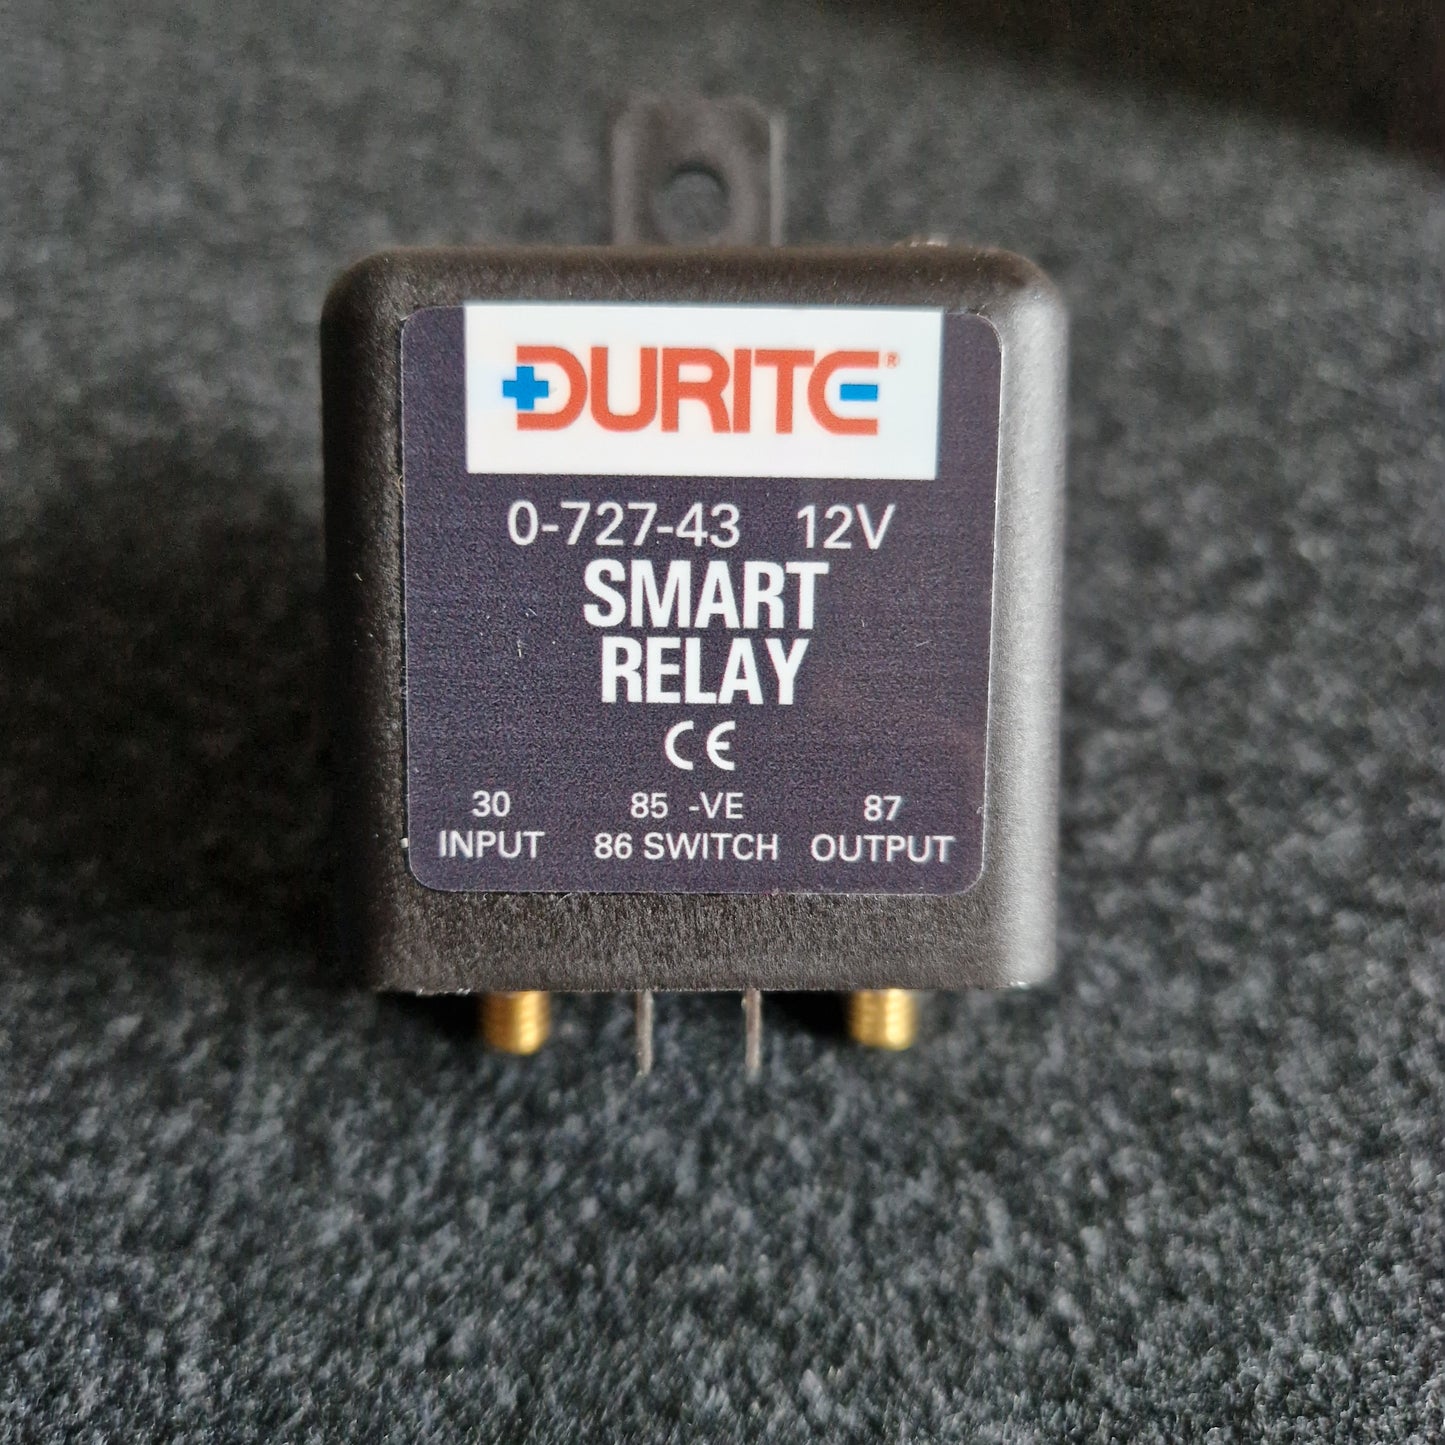 DURITE®
0-727-43 12V
SMART
RELAY
CE
30 85 -VE 87
INPUT 86 SWITCH OUTPUT